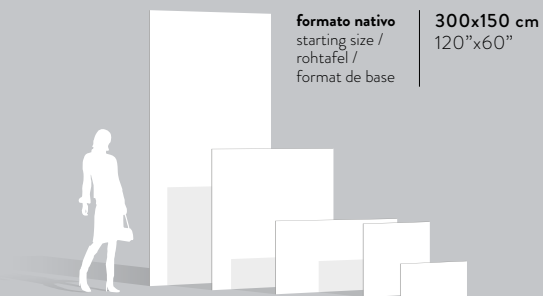 formato nativo
starting size /
rohtafel /
format de base
300x150 cm
120”x60”